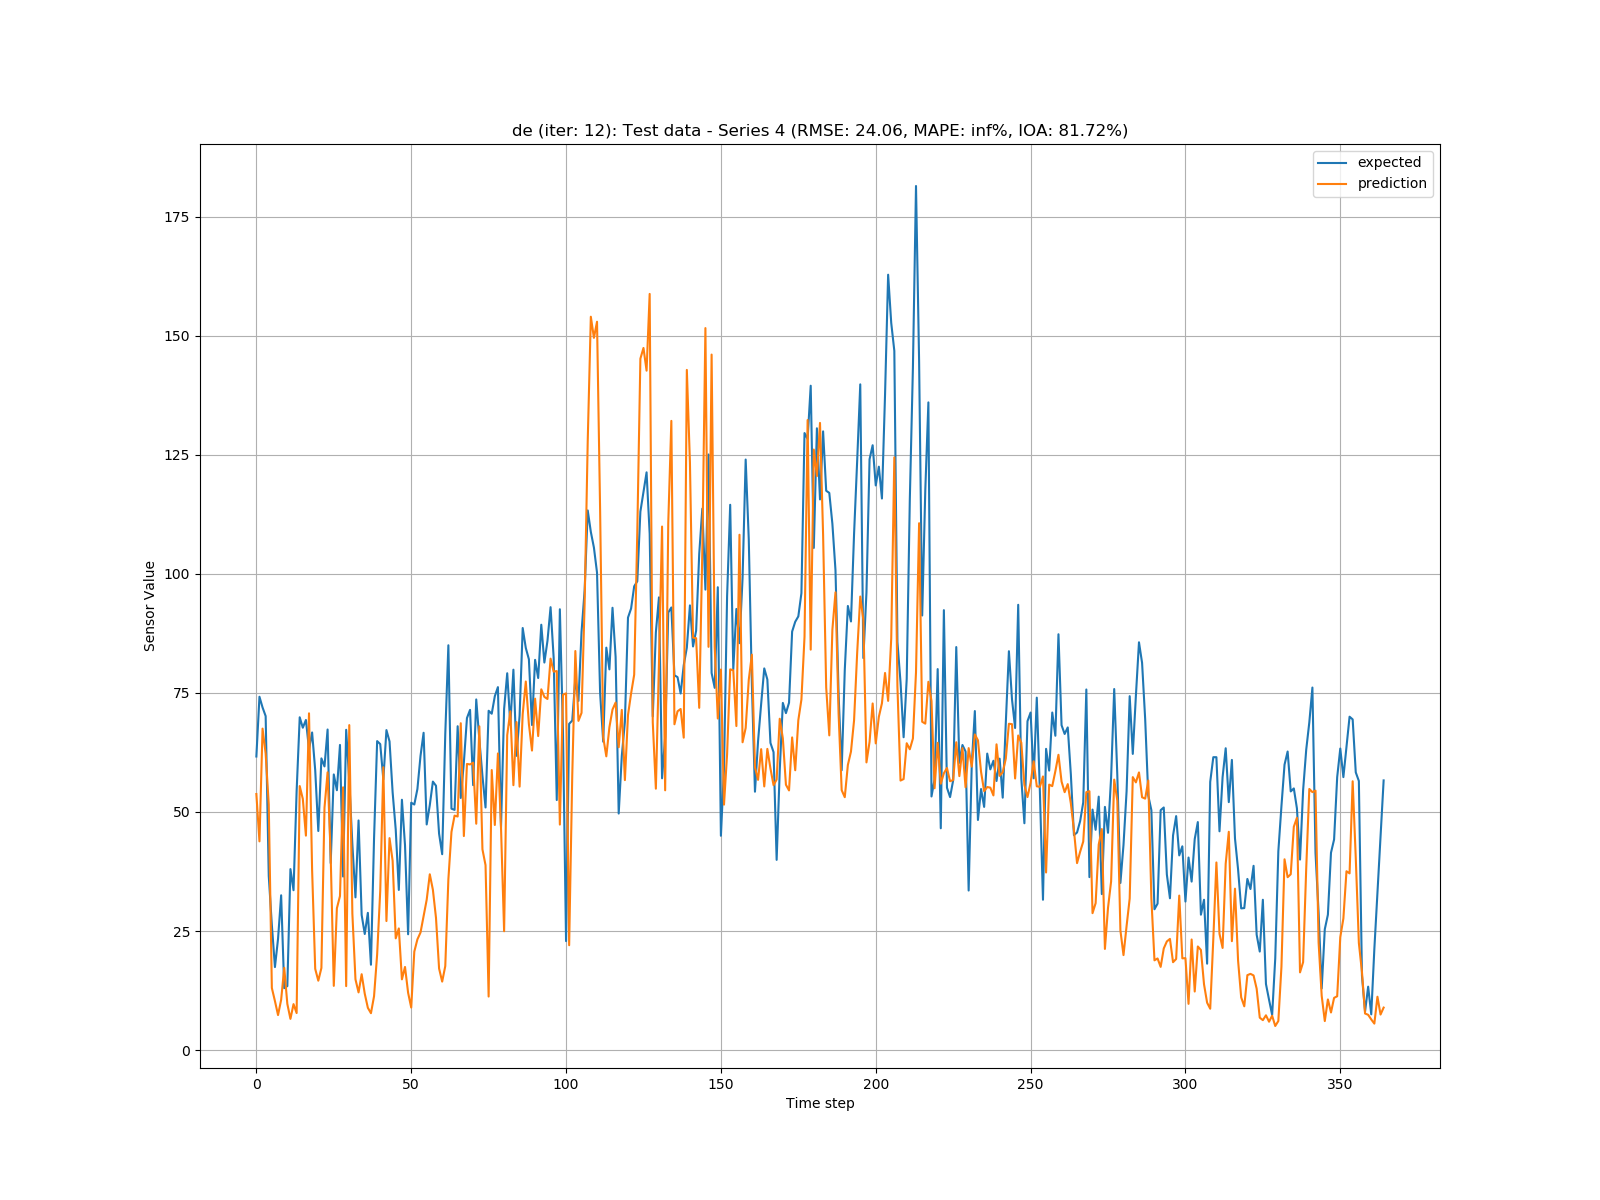 de (iter: 12): Test data - Series 4 (RMSE: 24.06, MAPE: inf%, IOA: 81.72%)
expected
prediction
175
150
125
100
75
50
25
0
Sensor Value
0 50 100 150 200 250 300 350
Time step